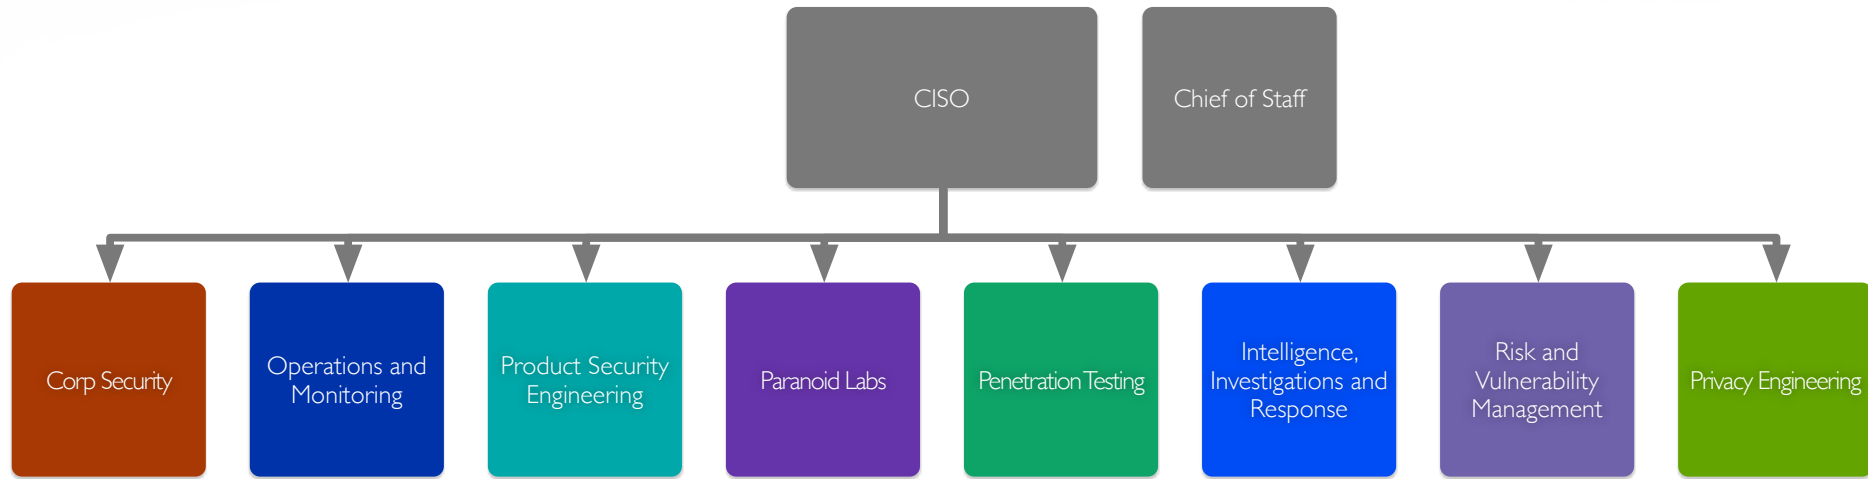 CISO
Chief of Staff
Corp Security
Operations and
Monitoring
Product Security
Engineering
Paranoid Labs
Penetration Testing
Intelligence,
Investigations and
Response
Risk and
Vulnerability
Management
Privacy Engineering